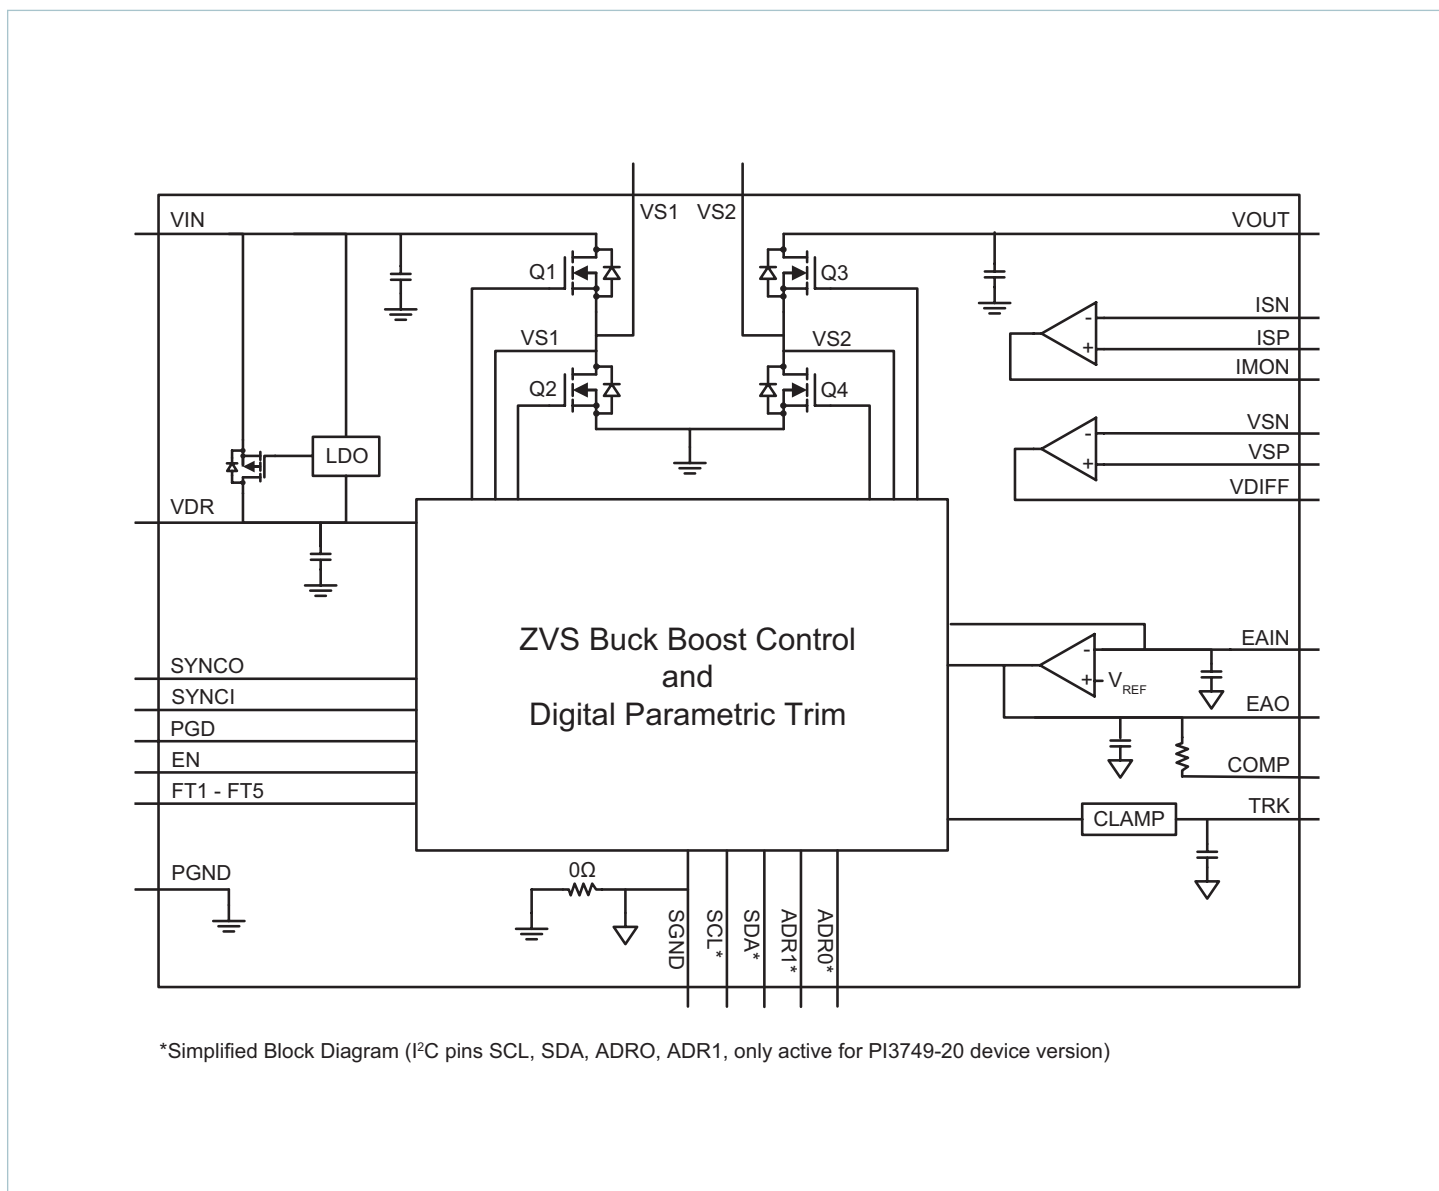 VS1 VS2
VIN
VOUT
Q1
Q3
ISN
-
ISP
+
VS1
VS2
IMON
Q2
Q4
VSN
-
LDO
VSP
+
VDIFF
VDR
ZVS Buck Boost Control
and
Digital Parametric Trim
EAIN
-
+ VREF
SYNCO
SYNCI
EAO
PGD
EN
COMP
FT1 - FT5
TRK
CLAMP
PGND
0Ω
SGND
SCL*
SDA*
ADR1*
ADR0*
*Simplified Block Diagram (I²C pins SCL, SDA, ADRO, ADR1, only active for PI3749-20 device version)